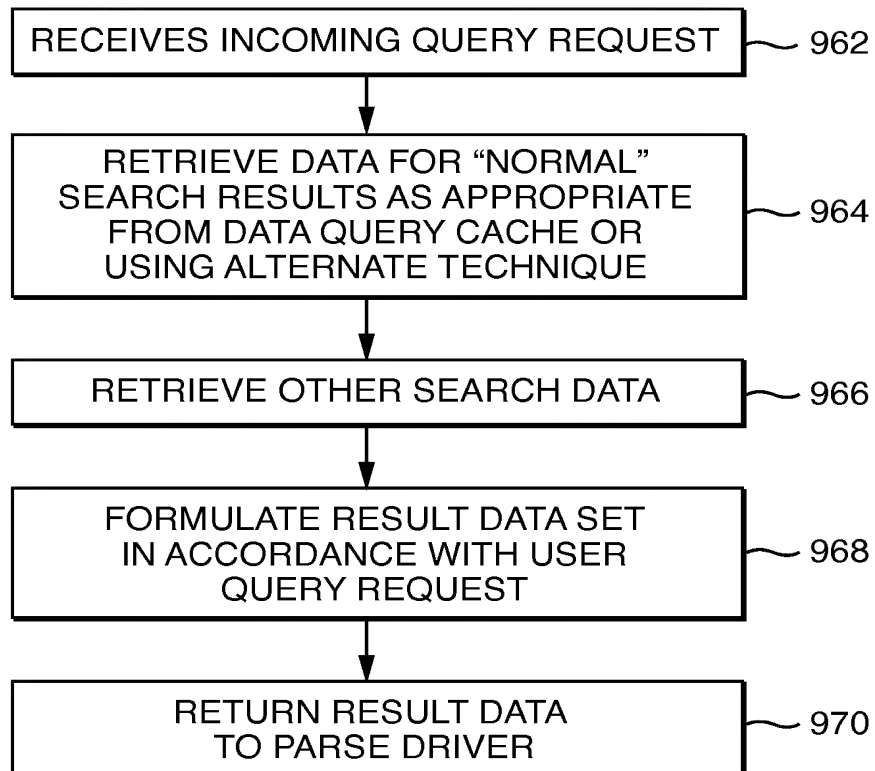 RECEIVES INCOMING QUERY REQUEST
962
RETRIEVE DATA FOR “NORMAL”
SEARCH RESULTS AS APPROPRIATE
FROM DATA QUERY CACHE OR
USING ALTERNATE TECHNIQUE
964
RETRIEVE OTHER SEARCH DATA
966
FORMULATE RESULT DATA SET
IN ACCORDANCE WITH USER
QUERY REQUEST
968
RETURN RESULT DATA
TO PARSE DRIVER
970